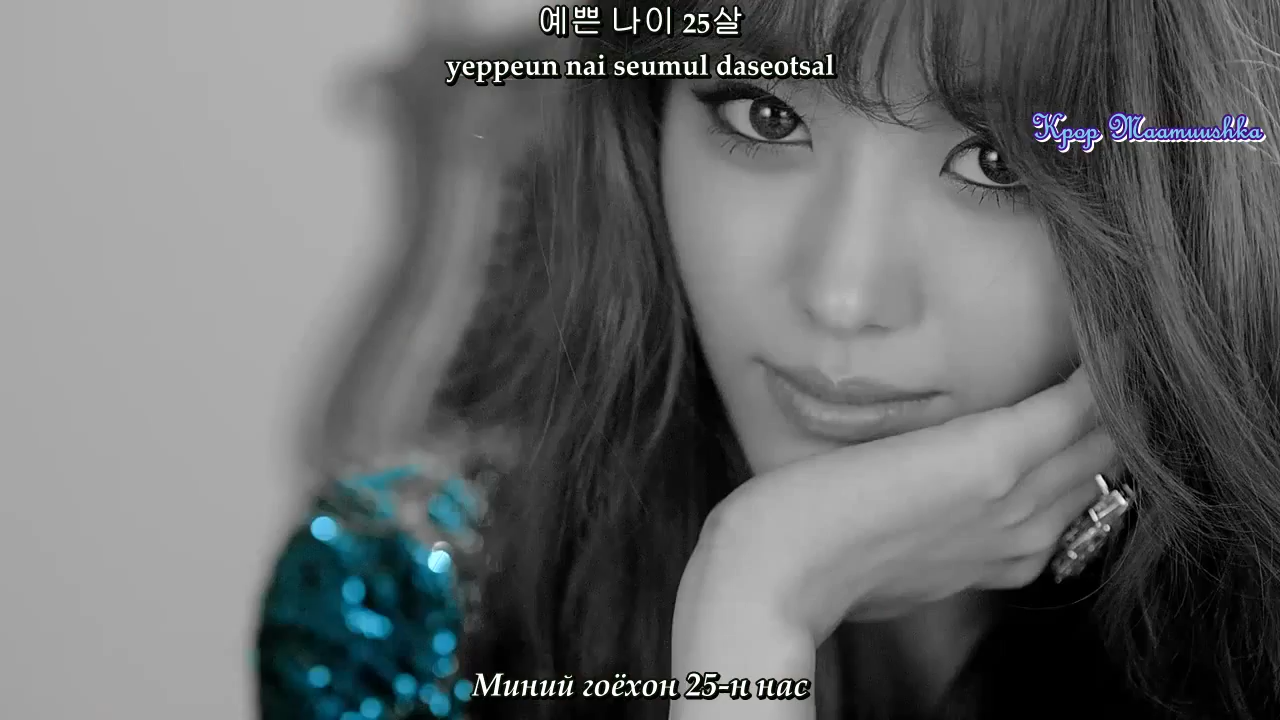 예쁜 나이 25살
yeppeun nai seumul daseotsal
Kpop Maamuushka
Миний гоёхон 25-н нас